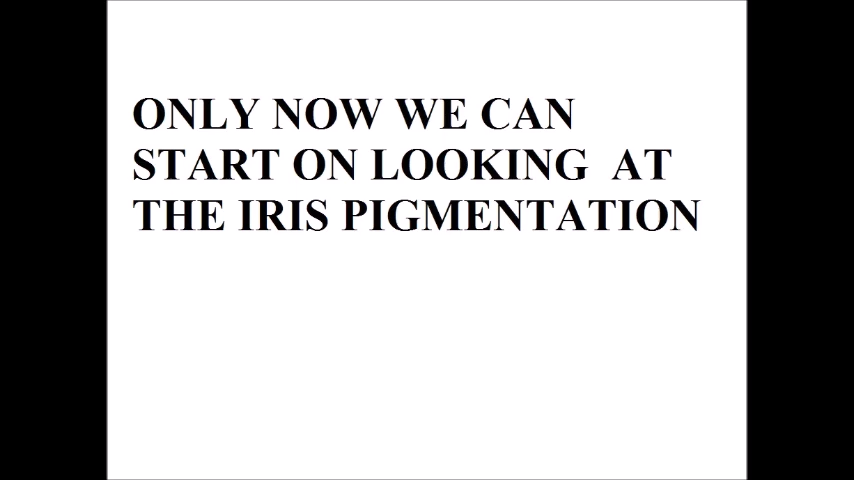 ONLY NOW WE CAN
START ON LOOKING  AT
THE IRIS PIGMENTATION